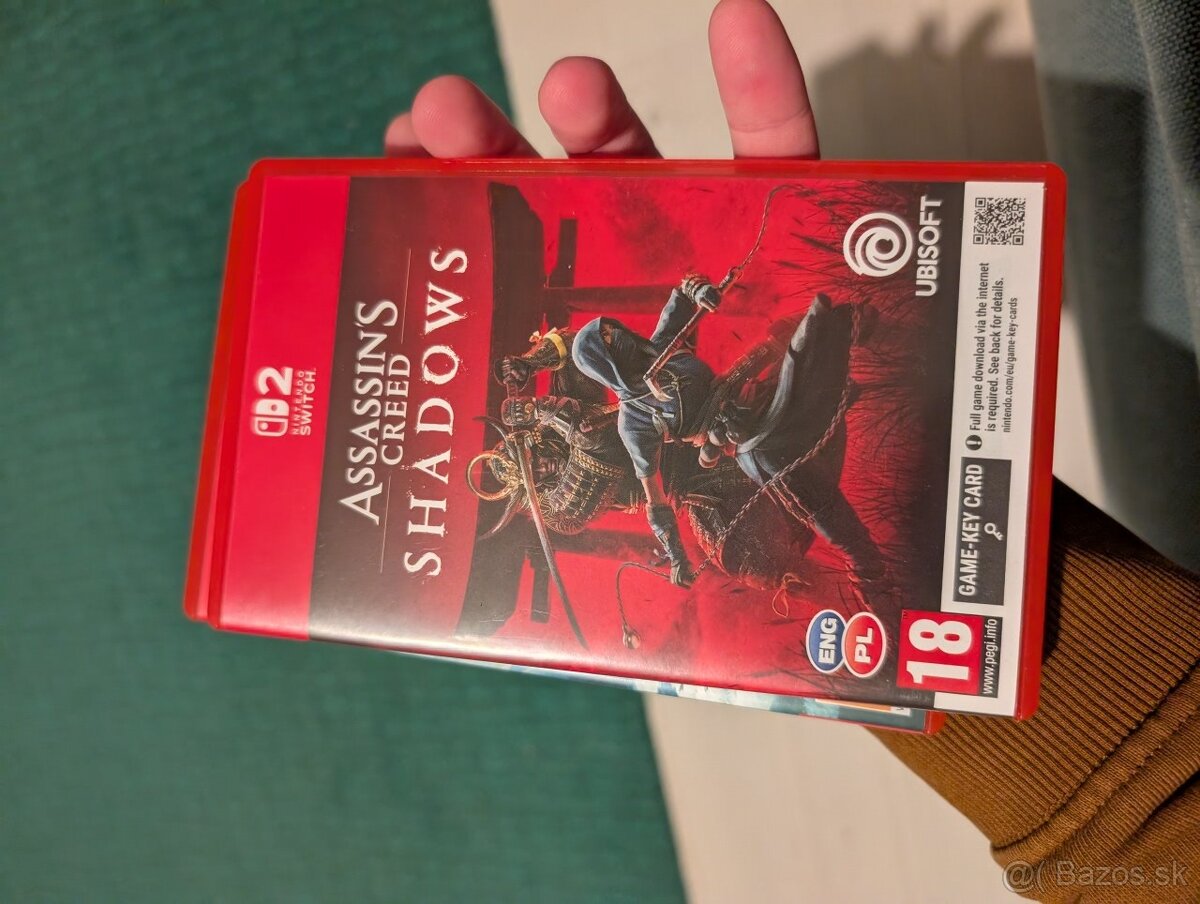 2
NINTENDO
SWITCH™
ASSASSIN'S
CREED
SHADOWS
UBISOFT
ENG
PL
18
www.pegi.info
GAME-KEY CARD
Full game download via the internet
is required. See back for details.
nintendo.com/eu/game-key-cards
@( Bazos.sk